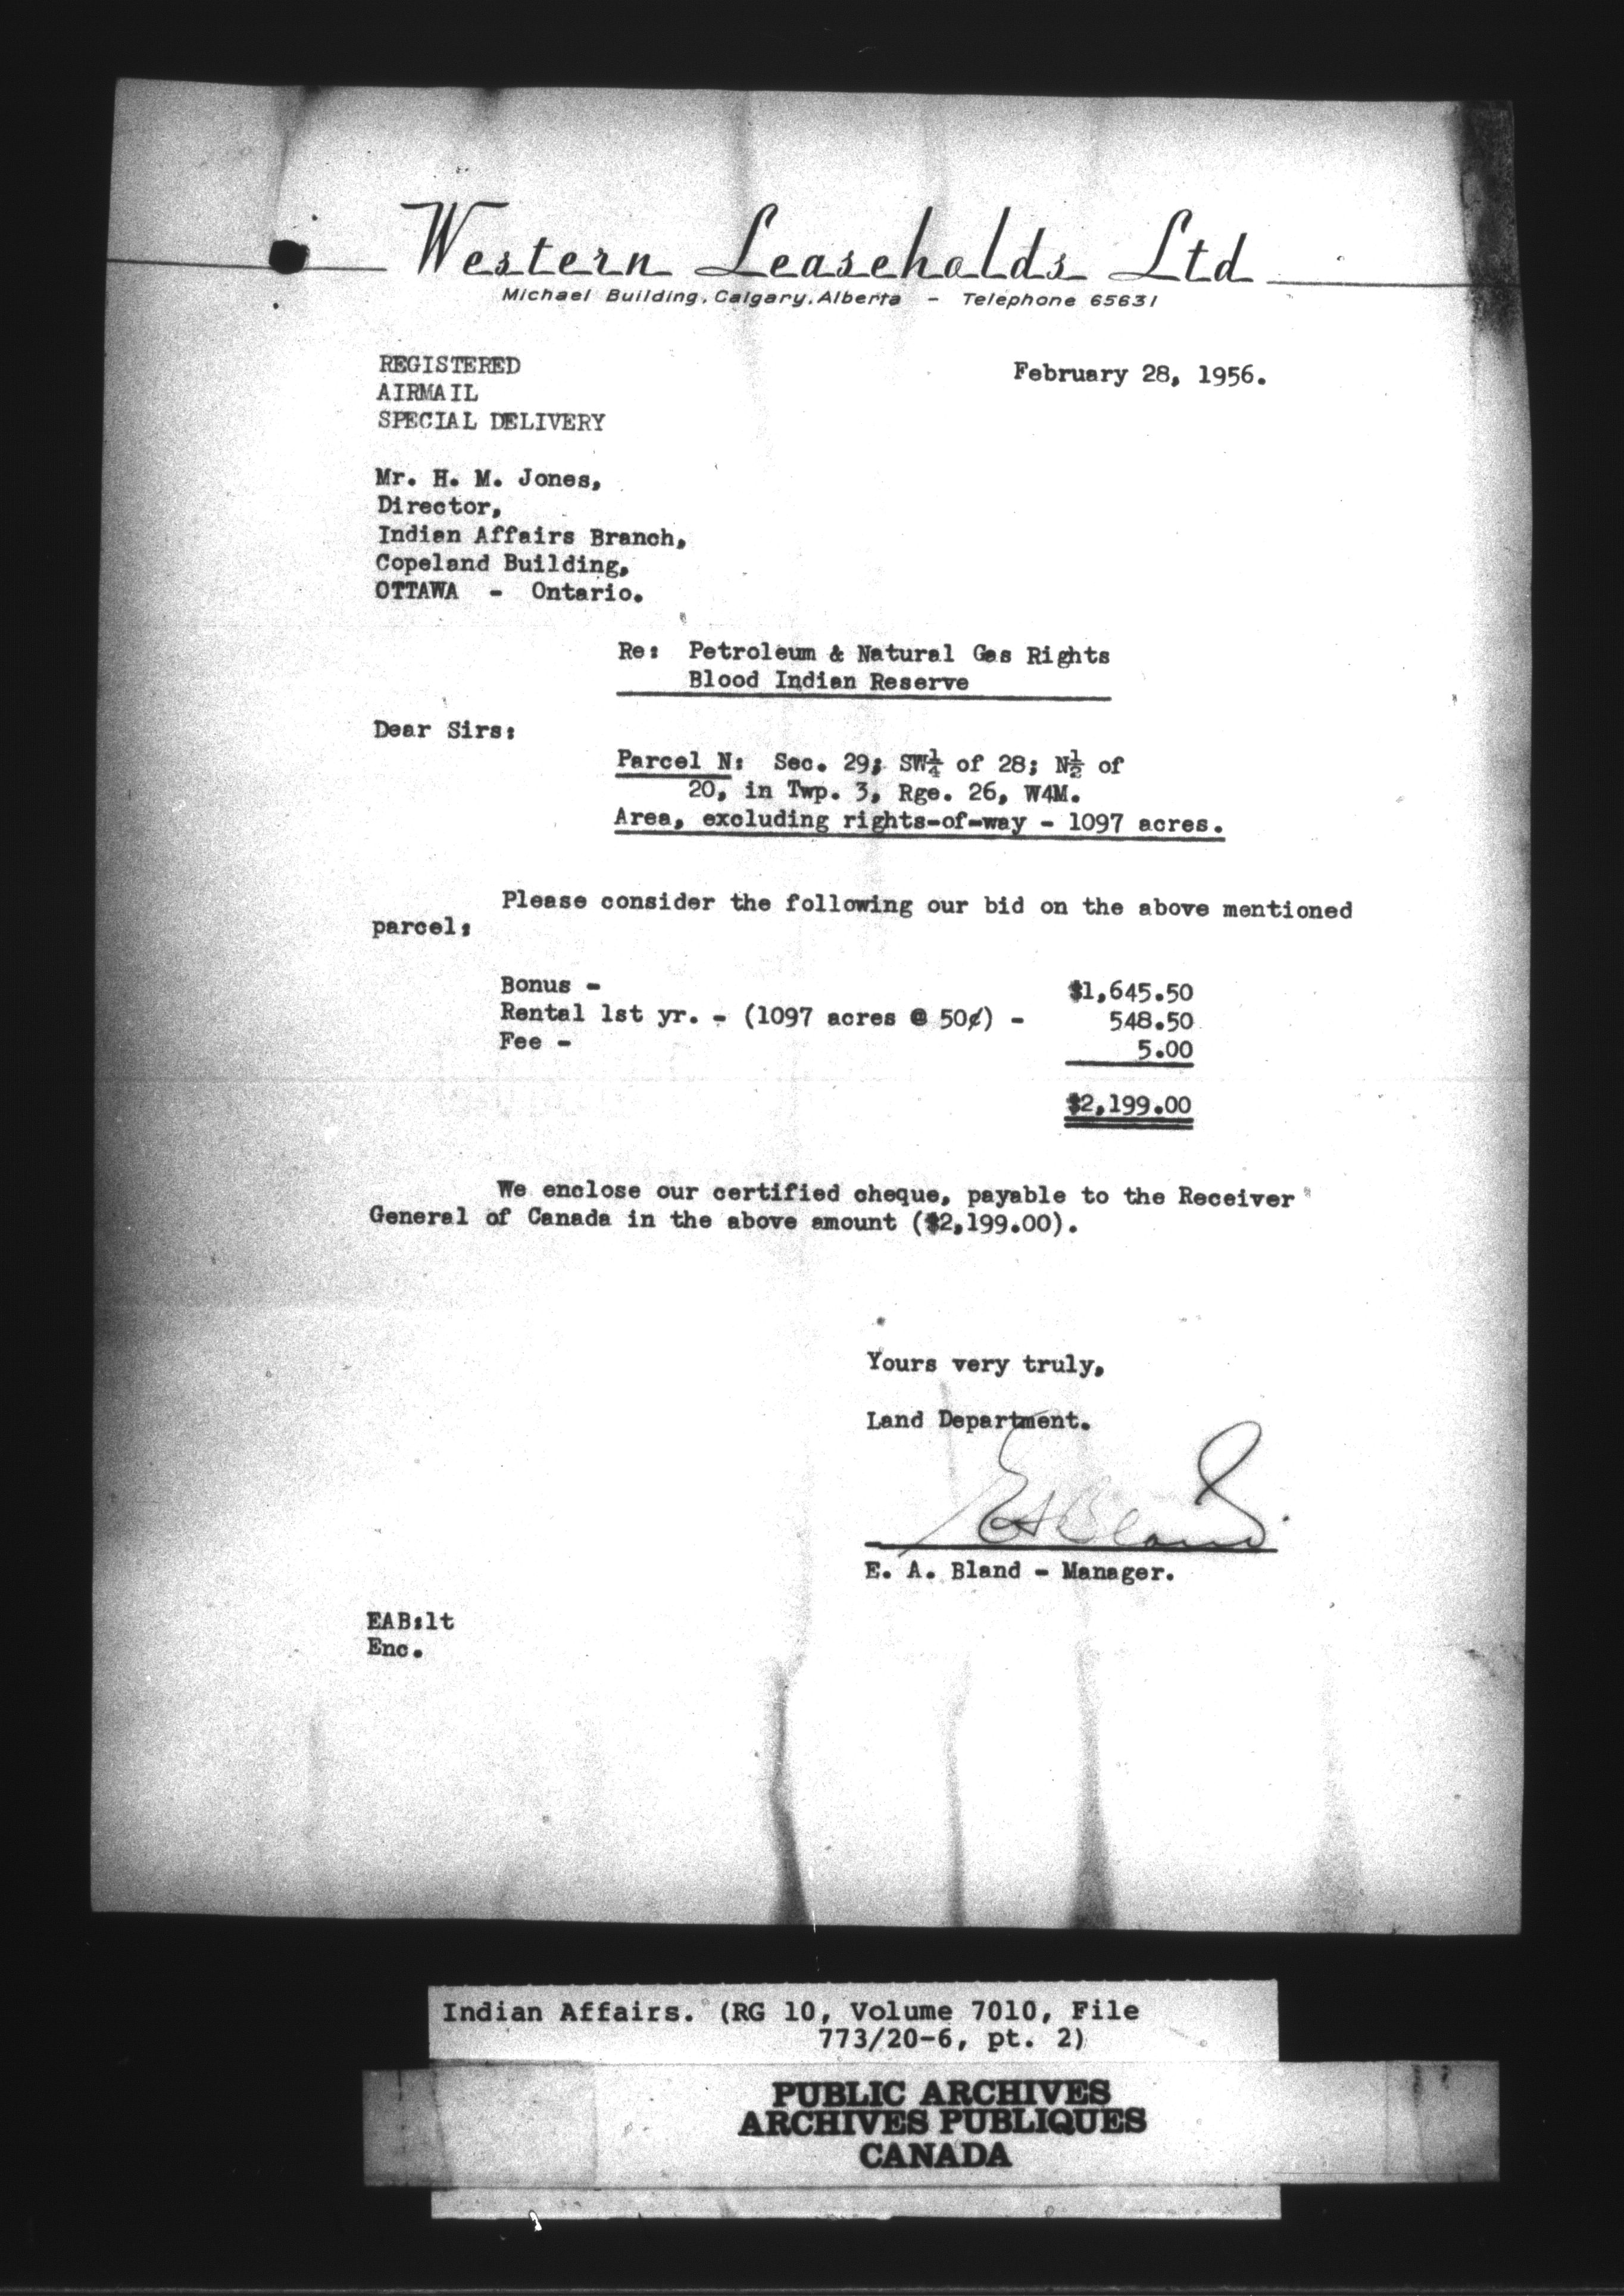 Western Leaseholds Ltd
Michael Building, Calgary, Alberta - Telephone 65631
REGISTERED
AIRMAIL
SPECIAL DELIVERY
February 28, 1956.
Mr. H. M. Jones,
Director,
Indian Affairs Branch,
Copeland Building,
OTTAWA - Ontario.
Re: Petroleum & Natural Gas Rights
Blood Indian Reserve
Dear Sirs:
Parcel N: Sec. 29; SW¼ of 28; N½ of
20, in Twp. 3, Rge. 26, W4M.
Area, excluding rights-of-way - 1097 acres.
Please consider the following our bid on the above mentioned
parcel:
Bonus - $1,645.50
Rental 1st yr. - (1097 acres @ 50¢) - 548.50
Fee - 5.00
$2,199.00
We enclose our certified cheque, payable to the Receiver
General of Canada in the above amount ($2,199.00).
Yours very truly,
Land Department.
EABland
E. A. Bland - Manager.
EAB:lt
Enc.
Indian Affairs. (RG 10, Volume 7010, File
773/20-6, pt. 2)
PUBLIC ARCHIVES
ARCHIVES PUBLIQUES
CANADA